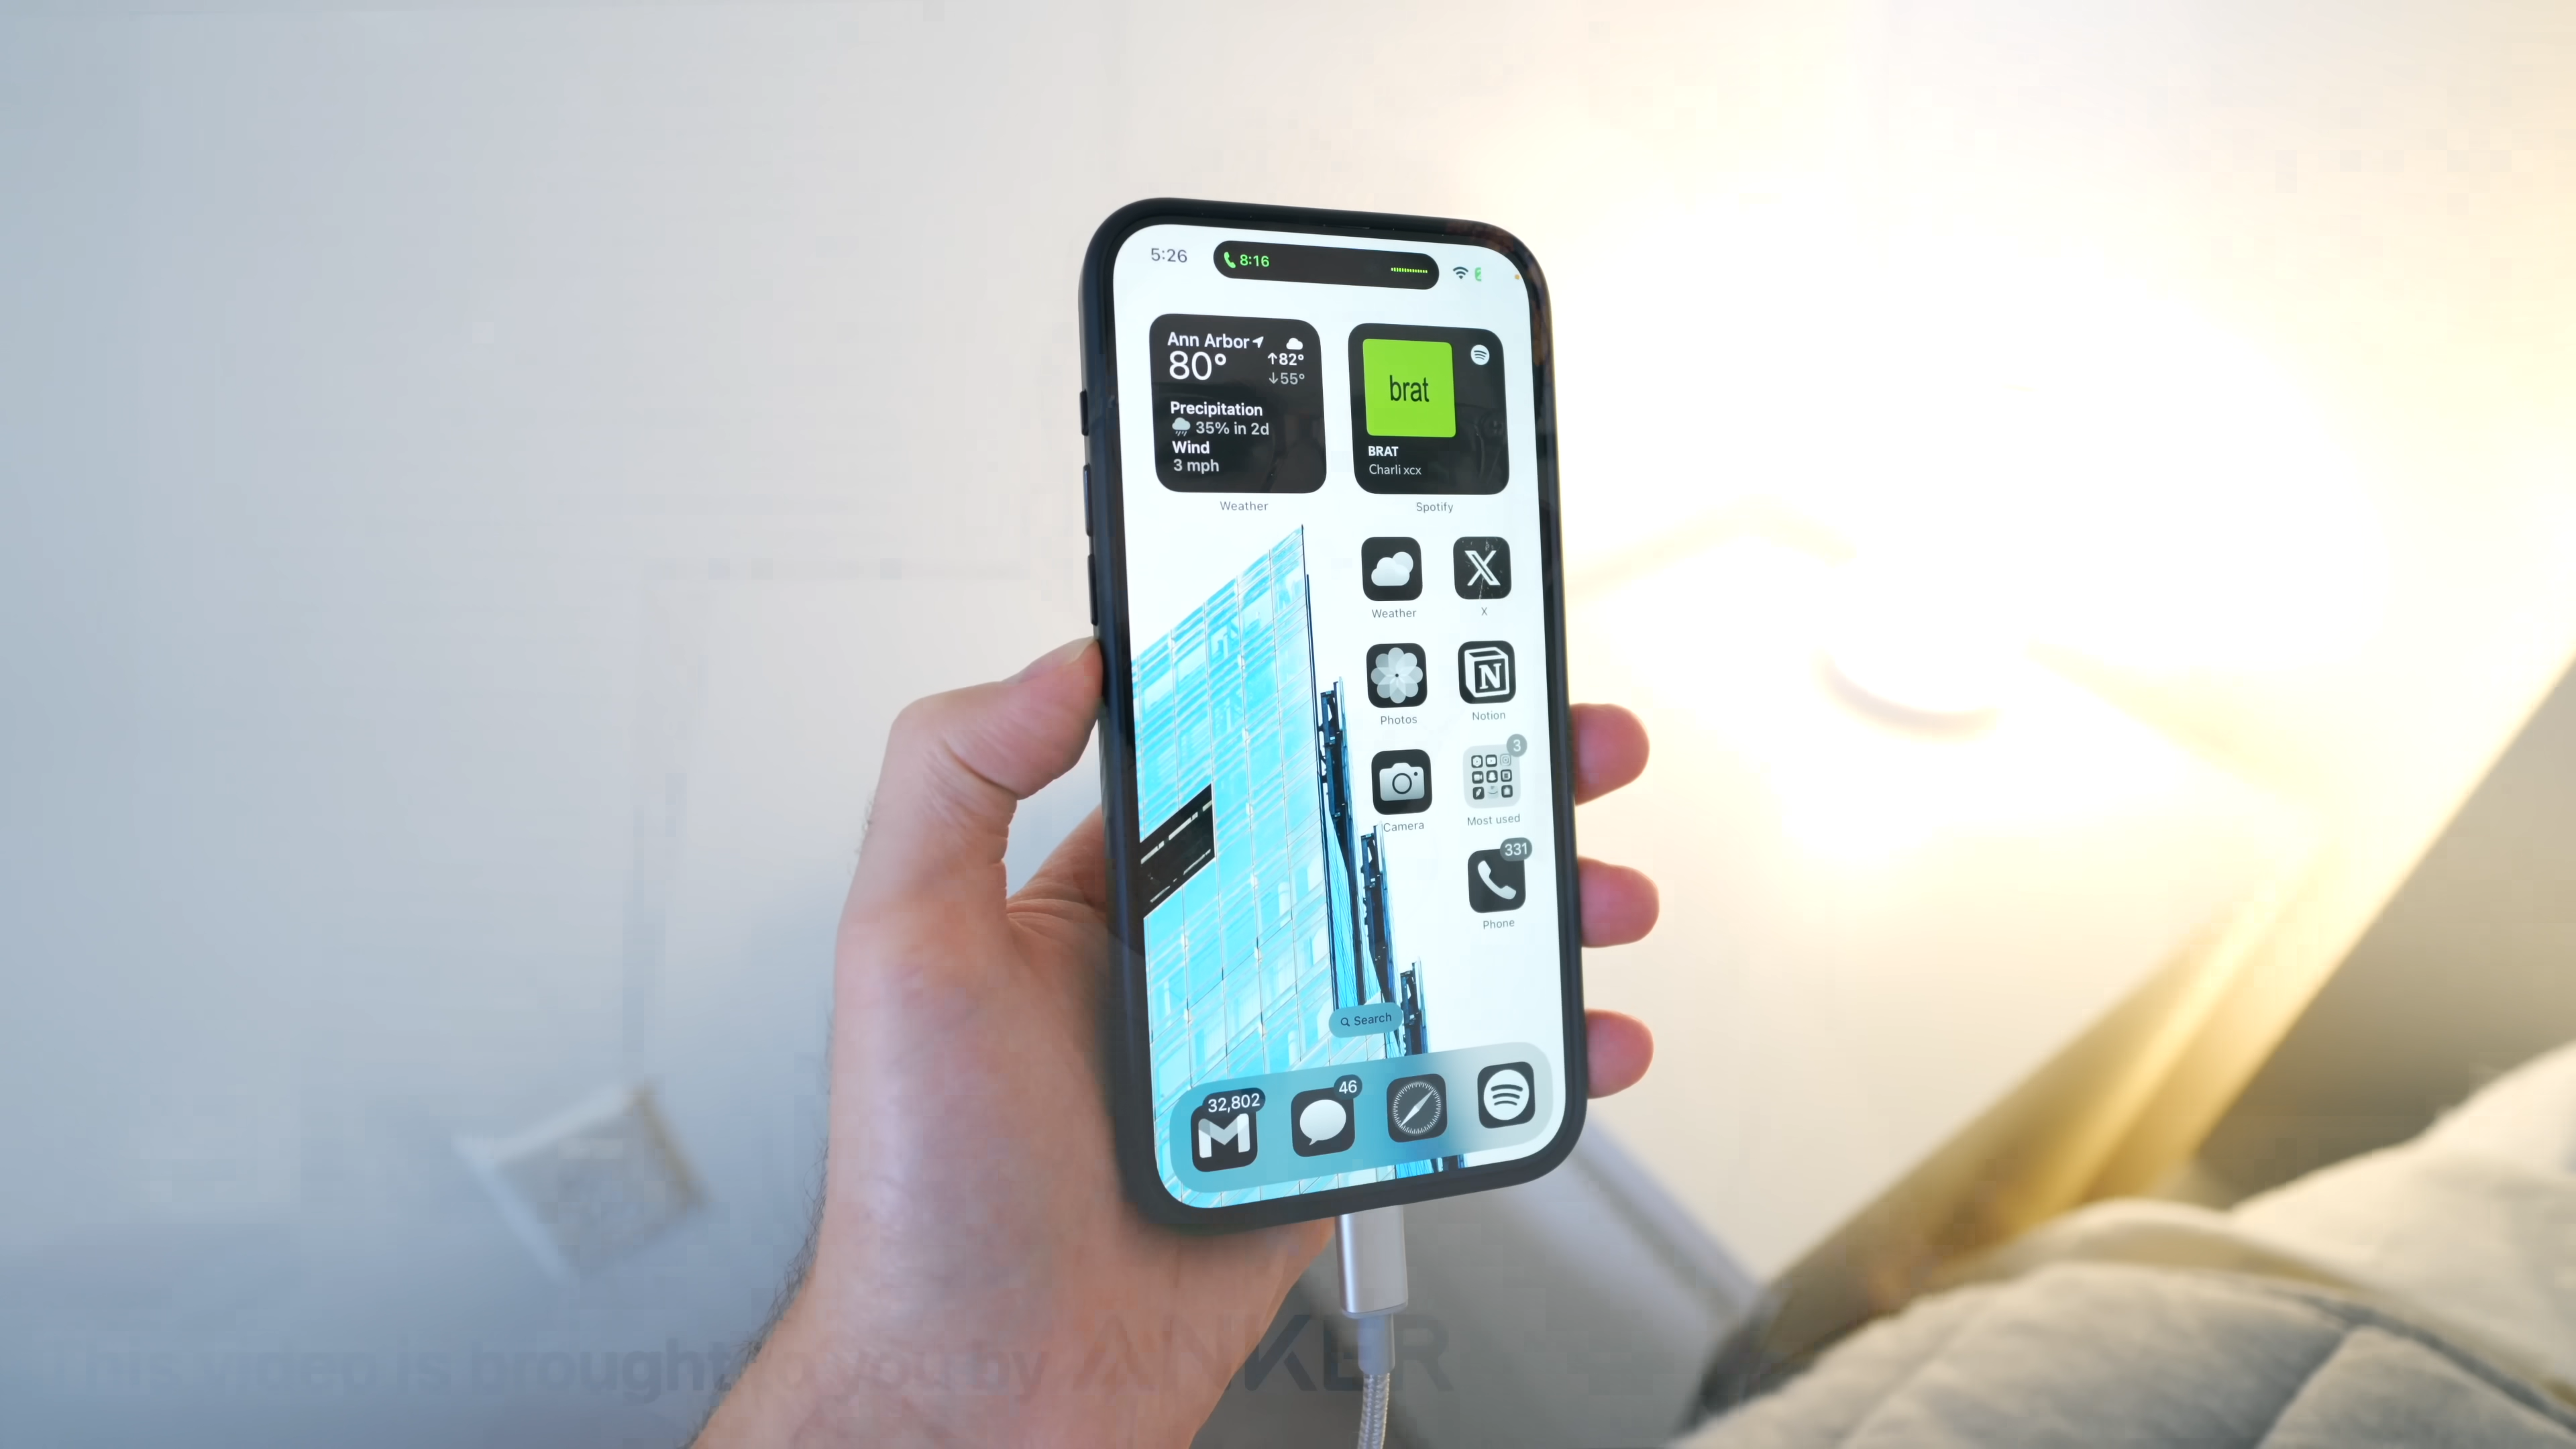 5:26
8:16
Ann Arbor
80°
↑82°
↓55°
Precipitation
35% in 2d
Wind
3 mph
Weather
brat
BRAT
Charli xcx
Spotify
Weather
X
Photos
N
Notion
3
Camera
Most used
331
Phone
Search
32,802
46
This video is brought to you by ANKER